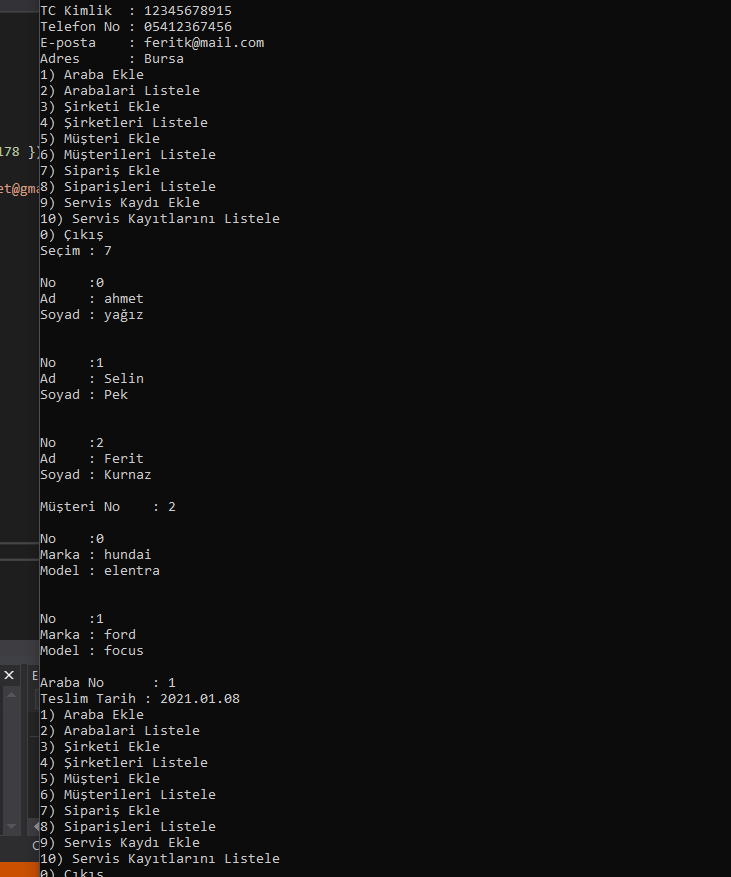 TC Kimlik  : 12345678915
Telefon No : 05412367456
E-posta    : feritk@mail.com
Adres      : Bursa
1) Araba Ekle
2) Arabalari Listele
3) Şirketi Ekle
4) Şirketleri Listele
5) Müşteri Ekle
178 })
6) Müşterileri Listele
7) Sipariş Ekle
et@gma
8) Siparişleri Listele
9) Servis Kaydı Ekle
10) Servis Kayıtlarını Listele
0) Çıkış
Seçim : 7
No    :0
Ad    : ahmet
Soyad : yağız
No    :1
Ad    : Selin
Soyad : Pek
No    :2
Ad    : Ferit
Soyad : Kurnaz
Müşteri No    : 2
No    :0
Marka : hundai
Model : elentra
No    :1
Marka : ford
Model : focus
Araba No      : 1
Teslim Tarih : 2021.01.08
1) Araba Ekle
2) Arabalari Listele
3) Şirketi Ekle
4) Şirketleri Listele
5) Müşteri Ekle
6) Müşterileri Listele
7) Sipariş Ekle
8) Siparişleri Listele
9) Servis Kaydı Ekle
10) Servis Kayıtlarını Listele
0) Çıkış